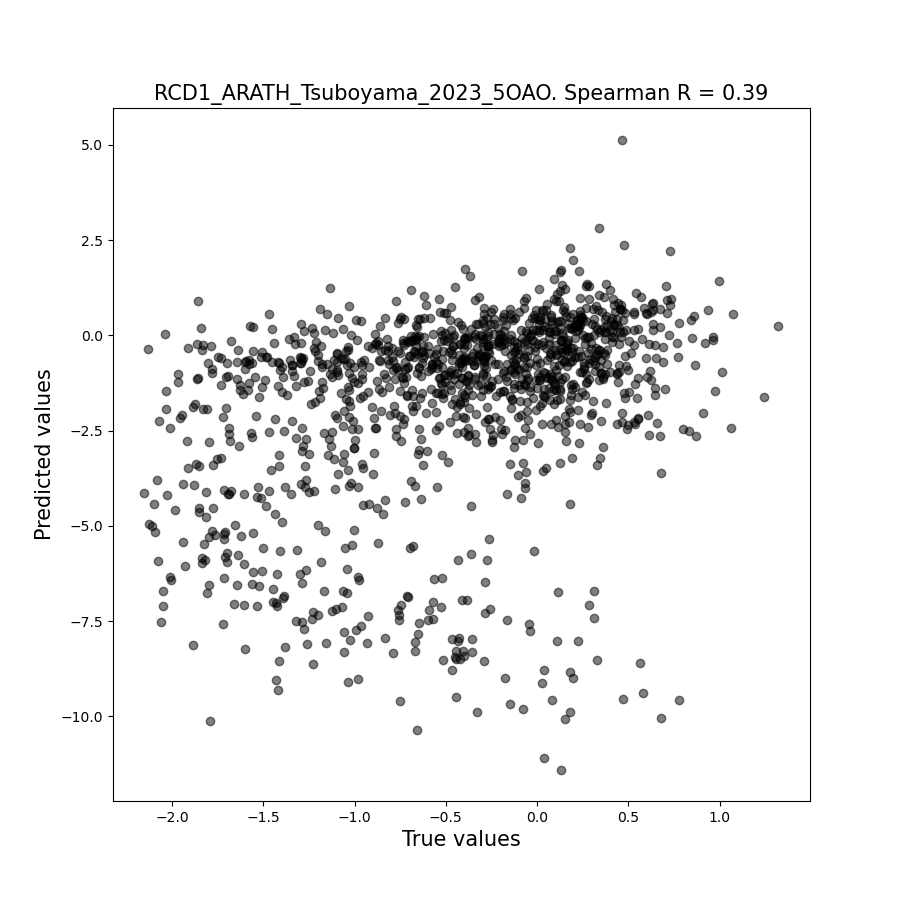 RCD1_ARATH_Tsuboyama_2023_5OAO. Spearman R = 0.39
5.0
2.5
0.0
−2.5
−5.0
−7.5
−10.0
Predicted values
−2.0 −1.5 −1.0 −0.5 0.0 0.5 1.0
True values